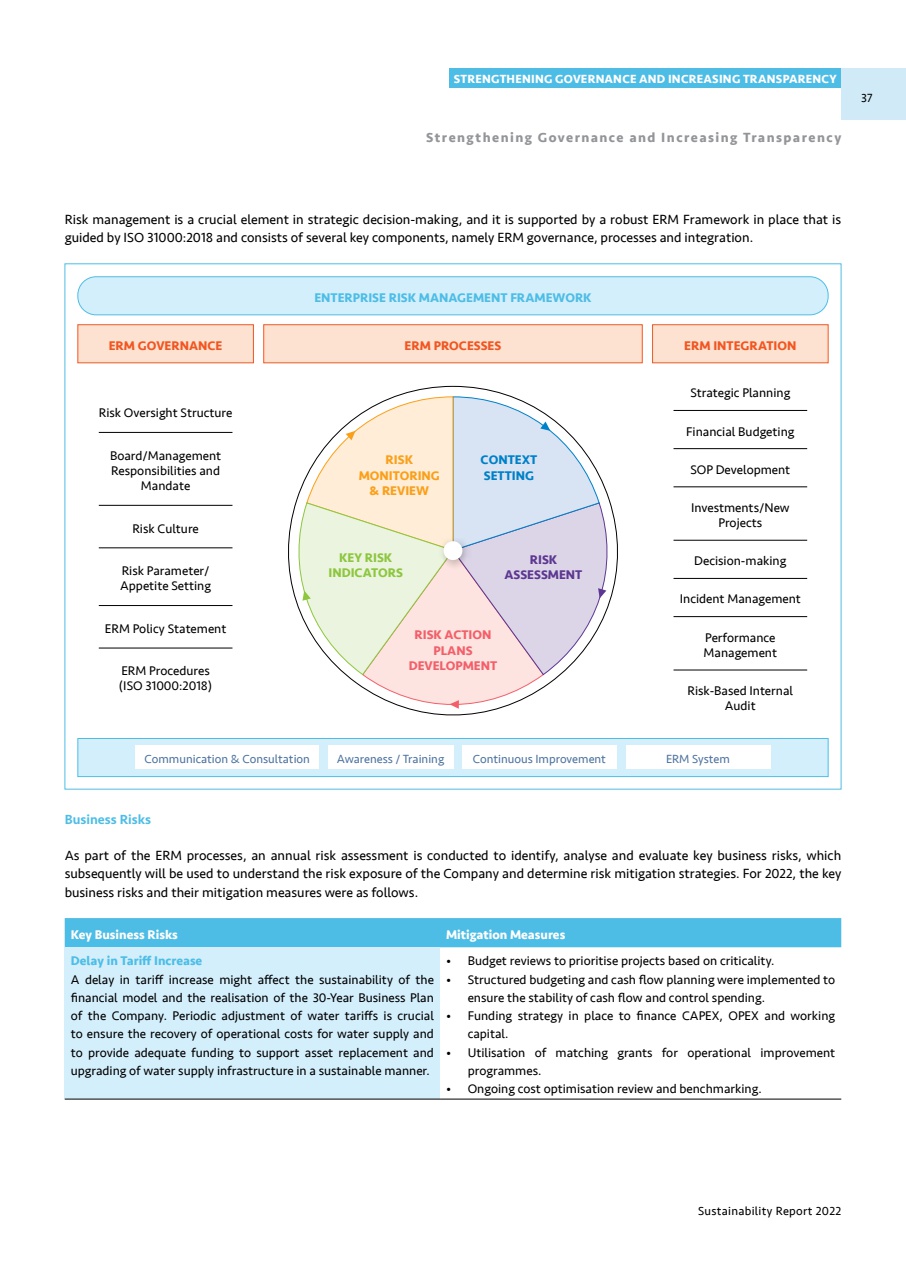 STRENGTHENING GOVERNANCE AND INCREASING TRANSPARENCY
37
Strengthening Governance and Increasing Transparency
Risk management is a crucial element in strategic decision-making, and it is supported by a robust ERM Framework in place that is
guided by ISO 31000:2018 and consists of several key components, namely ERM governance, processes and integration.
ENTERPRISE RISK MANAGEMENT FRAMEWORK
ERM GOVERNANCE
Risk Oversight Structure
Board/Management
Responsibilities and
Mandate
Risk Culture
Risk Parameter/
Appetite Setting
ERM Policy Statement
ERM Procedures
(ISO 31000:2018)
ERM PROCESSES
CONTEXT
SETTING
RISK
ASSESSMENT
RISK ACTION
PLANS
DEVELOPMENT
KEY RISK
INDICATORS
RISK
MONITORING
& REVIEW
ERM INTEGRATION
Strategic Planning
Financial Budgeting
SOP Development
Investments/New
Projects
Decision-making
Incident Management
Performance
Management
Risk-Based Internal
Audit
Communication & Consultation
Awareness / Training
Continuous Improvement
ERM System
Business Risks
As part of the ERM processes, an annual risk assessment is conducted to identify, analyse and evaluate key business risks, which
subsequently will be used to understand the risk exposure of the Company and determine risk mitigation strategies. For 2022, the key
business risks and their mitigation measures were as follows.
Key Business Risks
Mitigation Measures
Delay in Tariff Increase
A delay in tariff increase might affect the sustainability of the
financial model and the realisation of the 30-Year Business Plan
of the Company. Periodic adjustment of water tariffs is crucial
to ensure the recovery of operational costs for water supply and
to provide adequate funding to support asset replacement and
upgrading of water supply infrastructure in a sustainable manner.
• Budget reviews to prioritise projects based on criticality.
• Structured budgeting and cash flow planning were implemented to
ensure the stability of cash flow and control spending.
• Funding strategy in place to finance CAPEX, OPEX and working
capital.
• Utilisation of matching grants for operational improvement
programmes.
• Ongoing cost optimisation review and benchmarking.
Sustainability Report 2022